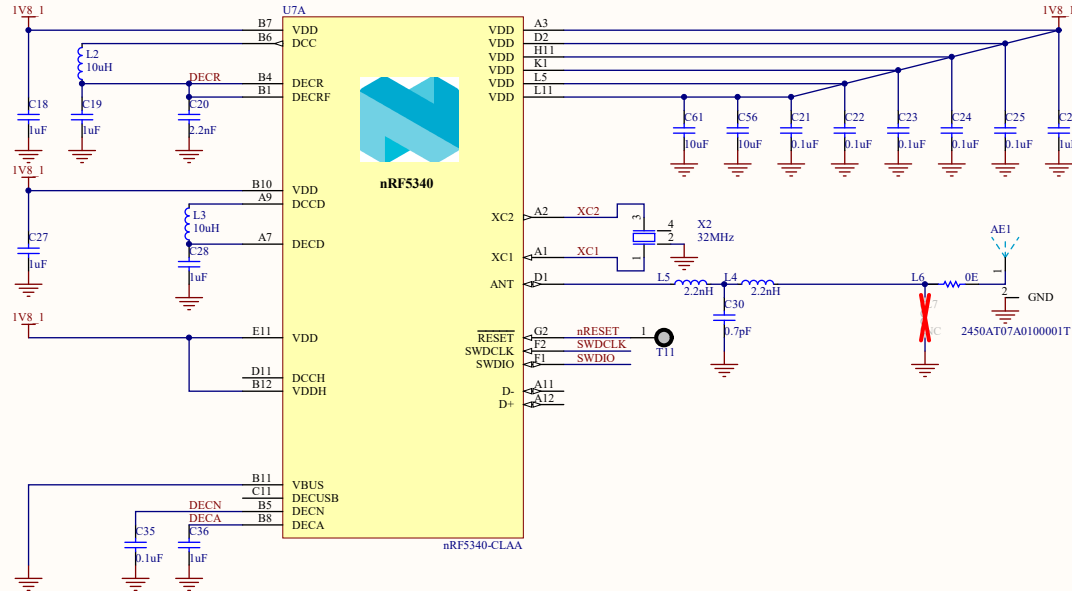 1V8_1
U7A
1V8_1
B7
VDD
VDD
A3
B6
DCC
VDD
D2
L2
10uH
VDD
H11
VDD
K1
DECR
B4
DECR
VDD
L5
B1
DECRF
VDD
L11
C18
1uF
C19
1uF
C20
2.2nF
C61
10uF
C56
10uF
C21
0.1uF
C22
0.1uF
C23
0.1uF
C24
0.1uF
C25
0.1uF
nRF5340
1V8_1
B10
VDD
A9
DCCD
L3
10uH
A7
DECD
C27
1uF
C28
1uF
XC2
A2
XC2
3
4
2
1
X2
32MHz
XC1
A1
XC1
ANT
D1
L5
2.2nH
L4
2.2nH
C30
0.7pF
L6
0E
AE1
1
2
GND
2450AT07A0100001T
1V8_1
E11
VDD
RESET
G2
nRESET
1
T11
SWDCLK
F2
SWDCLK
SWDIO
F1
SWDIO
D11
DCCH
B12
VDDH
D-
A11
D+
A12
B11
VBUS
C11
DECUSB
DECN
B5
DECN
DECA
B8
DECA
C35
0.1uF
C36
1uF
nRF5340-CLAA